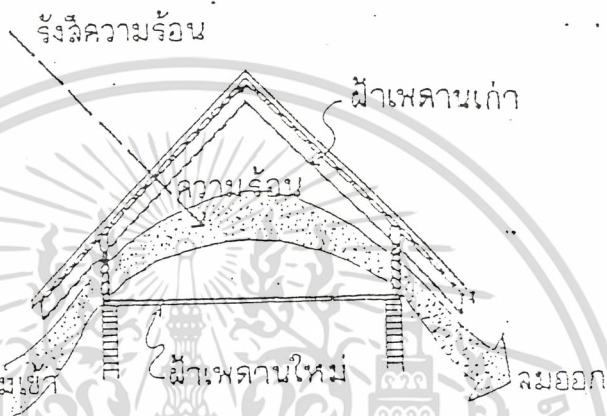 รังสีความร้อน
ฝ้าเพดานเก่า
ความร้อน
ฝ้าเพดานใหม่
ลมออก